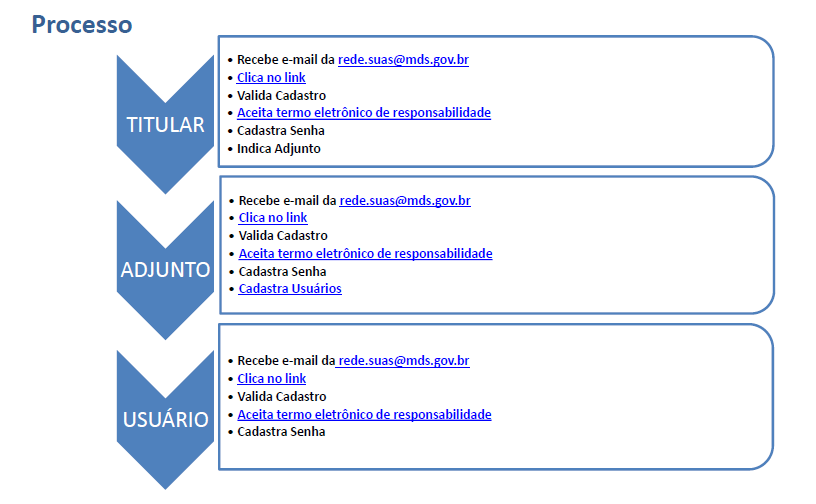 Processo
TITULAR
• Recebe e-mail da rede.suas@mds.gov.br
• Clica no link
• Valida Cadastro
• Aceita termo eletrônico de responsabilidade
• Cadastra Senha
• Indica Adjunto
ADJUNTO
• Recebe e-mail da rede.suas@mds.gov.br
• Clica no link
• Valida Cadastro
• Aceita termo eletrônico de responsabilidade
• Cadastra Senha
• Cadastra Usuários
USUÁRIO
• Recebe e-mail da rede.suas@mds.gov.br
• Clica no link
• Valida Cadastro
• Aceita termo eletrônico de responsabilidade
• Cadastra Senha